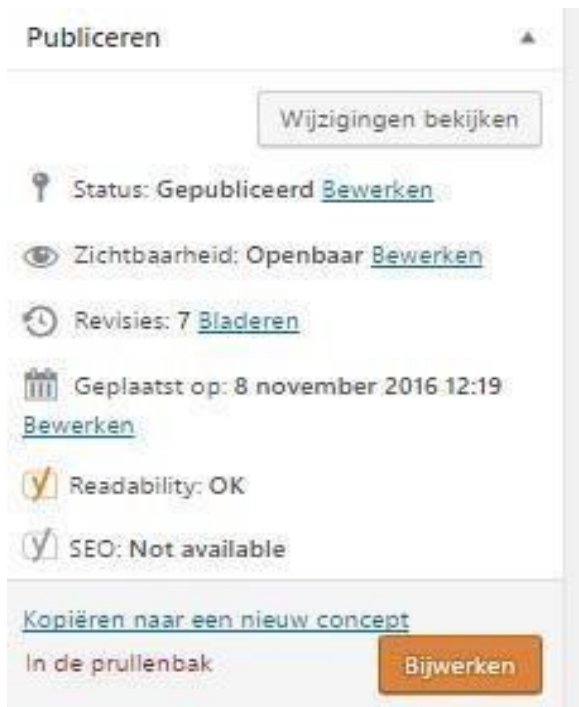 Publiceren
Wijzigingen bekijken
Status: Gepubliceerd Bewerken
Zichtbaarheid: Openbaar Bewerken
Revisies: 7 Bladeren
Geplaatst op: 8 november 2016 12:19
Bewerken
Readability: OK
SEO: Not available
Kopiëren naar een nieuw concept
In de prullenbak
Bijwerken